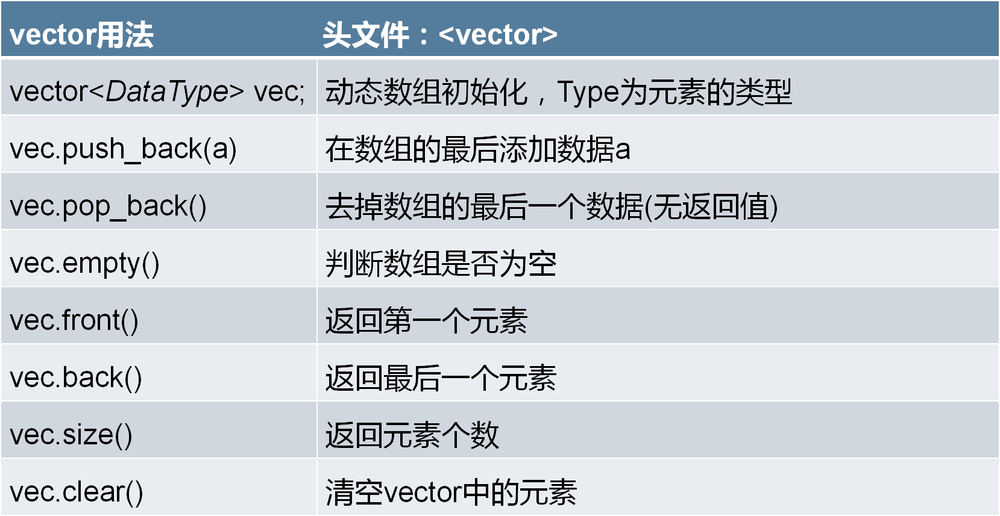 vector用法 头文件：<vector>
vector<DataType> vec; 动态数组初始化，Type为元素的类型
vec.push_back(a) 在数组的最后添加数据a
vec.pop_back() 去掉数组的最后一个数据(无返回值)
vec.empty() 判断数组是否为空
vec.front() 返回第一个元素
vec.back() 返回最后一个元素
vec.size() 返回元素个数
vec.clear() 清空vector中的元素